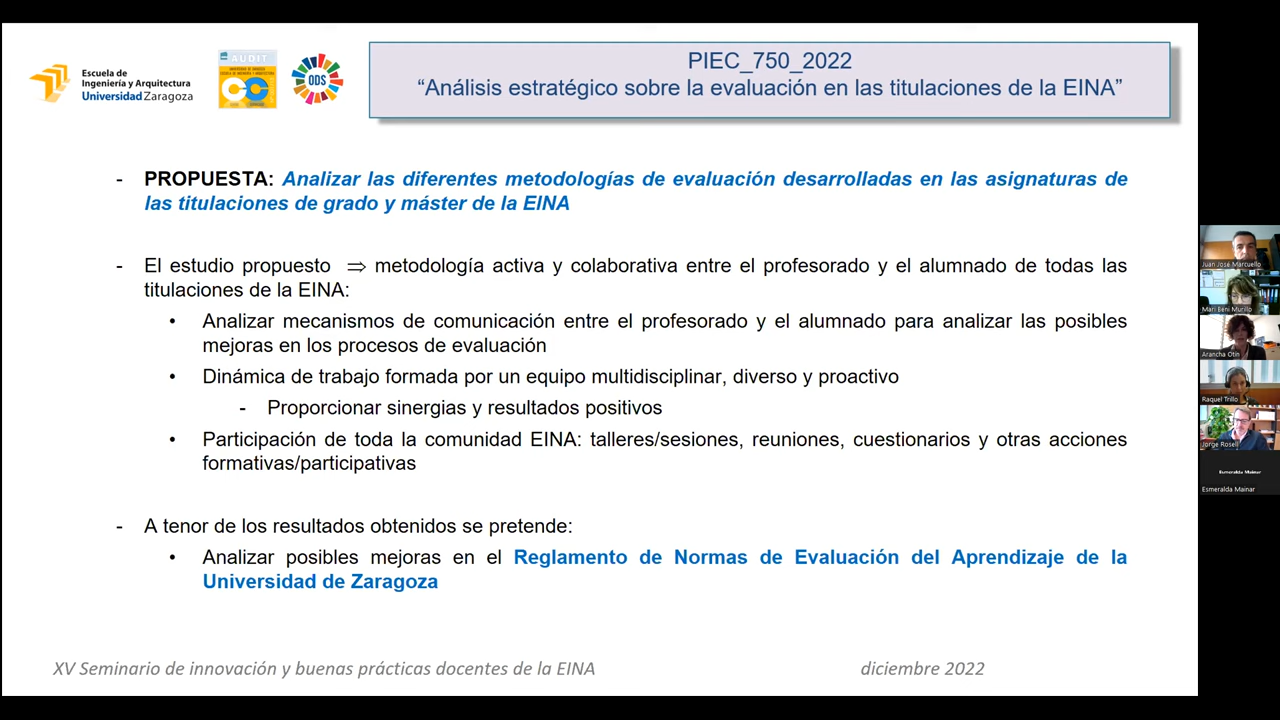 Escuela de
Ingeniería y Arquitectura
Universidad Zaragoza
AUDIT
ODS
PIEC_750_2022
“Análisis estratégico sobre la evaluación en las titulaciones de la EINA”
- PROPUESTA: Analizar las diferentes metodologías de evaluación desarrolladas en las asignaturas de
las titulaciones de grado y máster de la EINA
- El estudio propuesto ⇒ metodología activa y colaborativa entre el profesorado y el alumnado de todas las
titulaciones de la EINA:
• Analizar mecanismos de comunicación entre el profesorado y el alumnado para analizar las posibles
mejoras en los procesos de evaluación
• Dinámica de trabajo formada por un equipo multidisciplinar, diverso y proactivo
- Proporcionar sinergias y resultados positivos
• Participación de toda la comunidad EINA: talleres/sesiones, reuniones, cuestionarios y otras acciones
formativas/participativas
- A tenor de los resultados obtenidos se pretende:
• Analizar posibles mejoras en el Reglamento de Normas de Evaluación del Aprendizaje de la
Universidad de Zaragoza
XV Seminario de innovación y buenas prácticas docentes de la EINA
diciembre 2022
Juan José Marcuello
Mari Beni Murillo
Arancha Otín
Raquel Trillo
Jorge Rosell
Esmeralda Mainar
Esmeralda Mainar